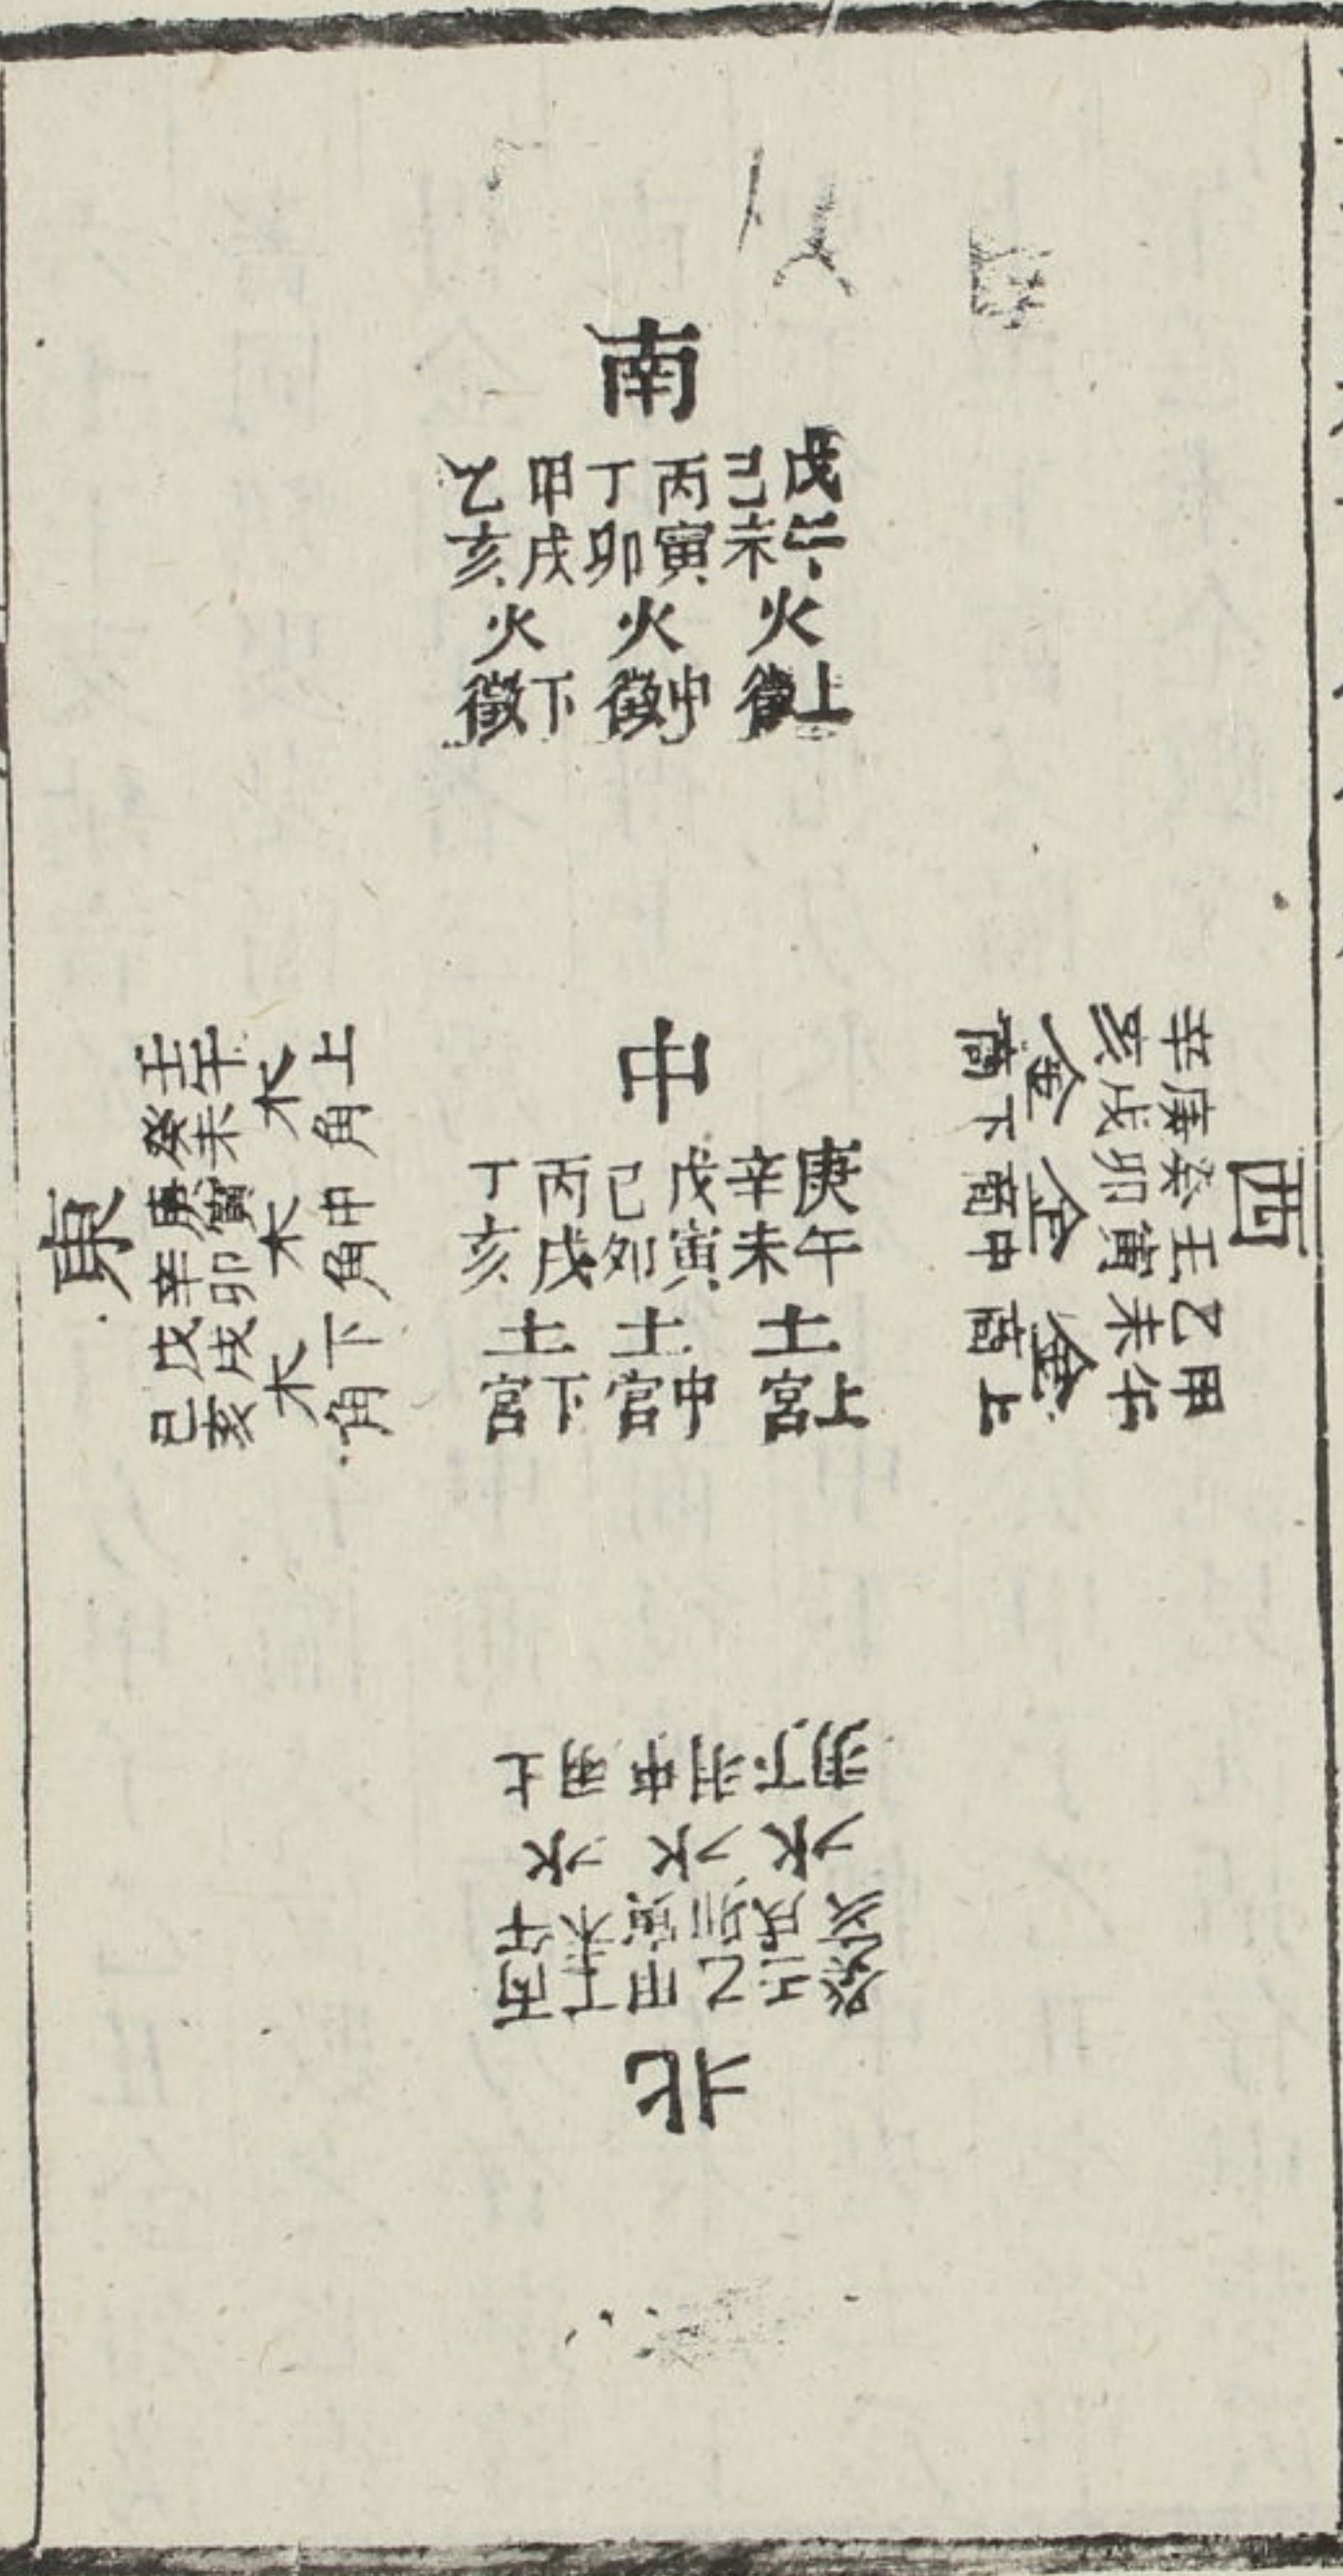 南
戊午己未火上徵
丙寅丁卯火中徵
甲戌乙亥火下徵
西
甲午乙未金上商
壬寅癸卯金中商
庚戌辛亥金下商
中
庚午辛未土上宮
戊寅己卯土中宮
丙戌丁亥土下宮
東
壬午癸未木上角
庚寅辛卯木中角
戊戌己亥木下角
北
丙午丁未水上羽
甲寅乙卯水中羽
壬戌癸亥水下羽